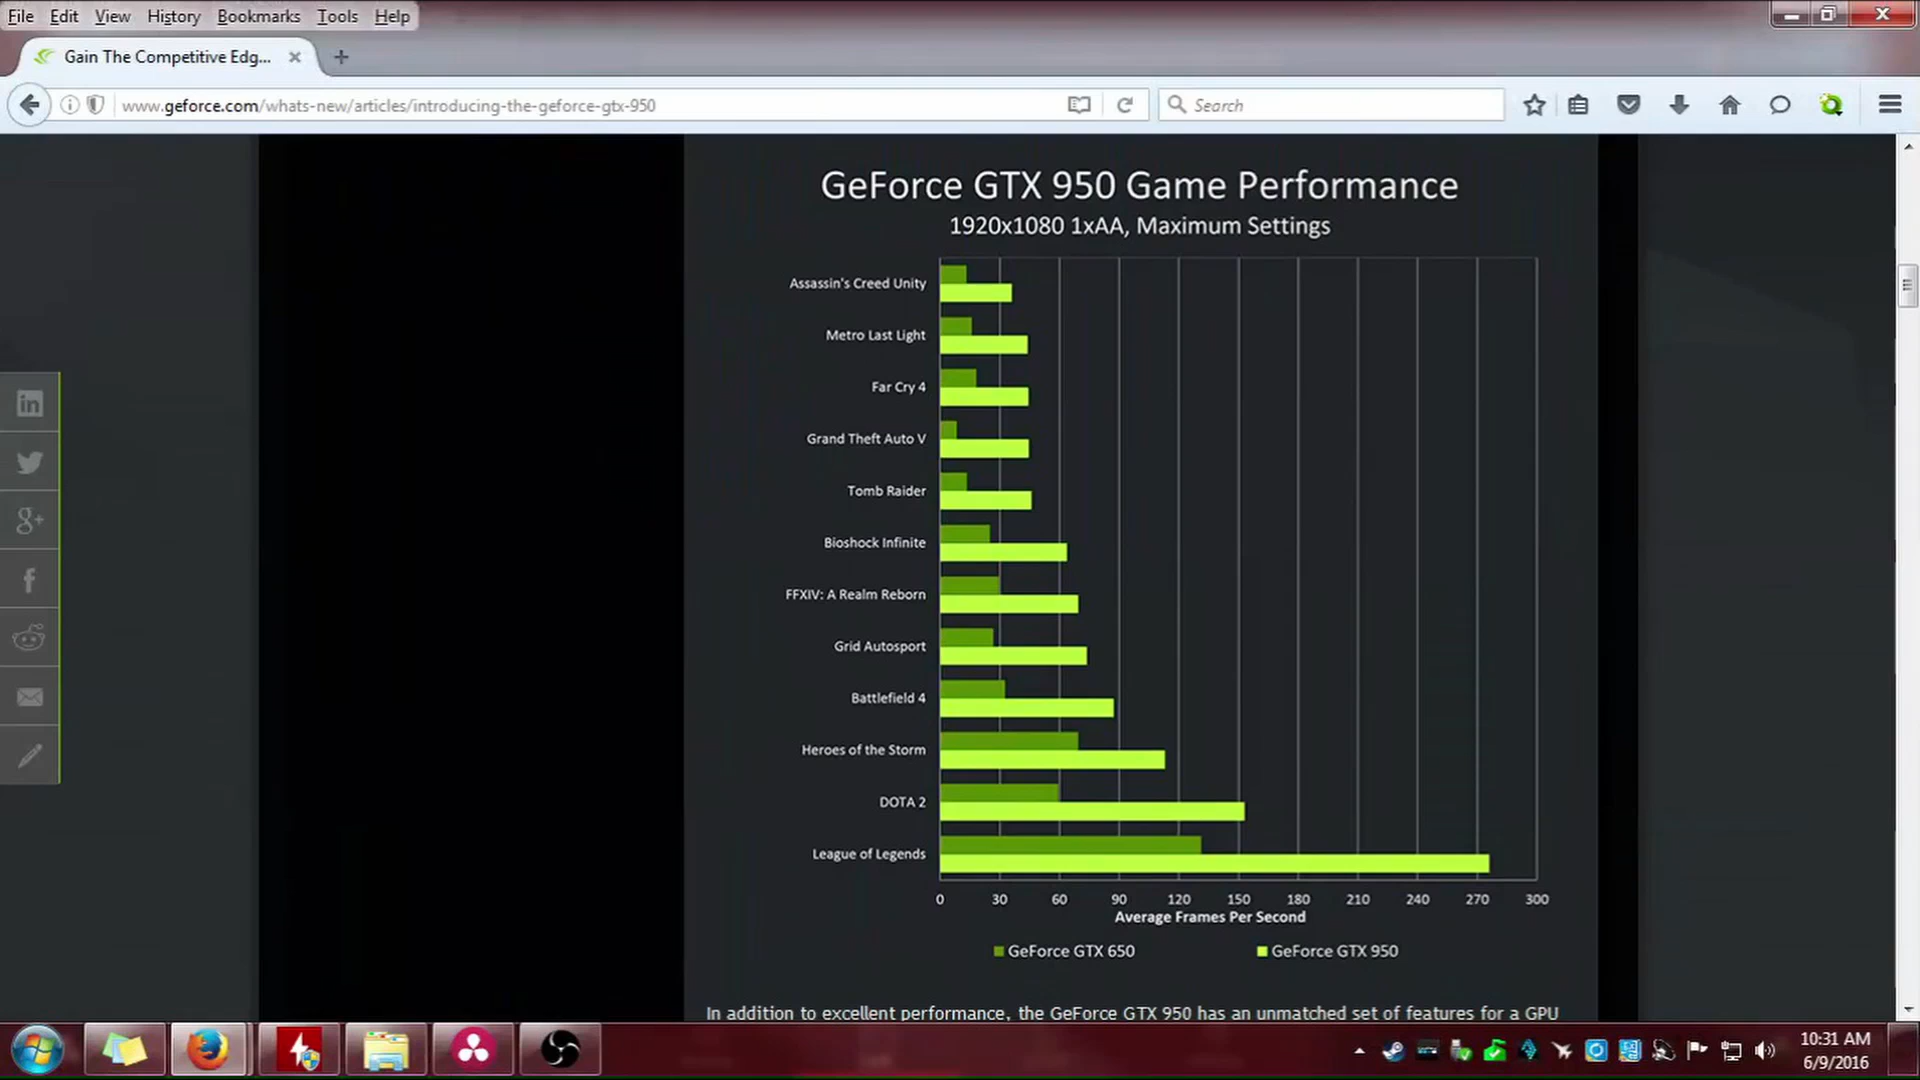 File Edit View History Bookmarks Tools Help
Gain The Competitive Edg...
www.geforce.com/whats-new/articles/introducing-the-geforce-gtx-950
Search
GeForce GTX 950 Game Performance
1920x1080 1xAA, Maximum Settings
Assassin's Creed Unity
Metro Last Light
Far Cry 4
Grand Theft Auto V
Tomb Raider
Bioshock Infinite
FFXIV: A Realm Reborn
Grid Autosport
Battlefield 4
Heroes of the Storm
DOTA 2
League of Legends
0 30 60 90 120 150 180 210 240 270 300
Average Frames Per Second
GeForce GTX 650 GeForce GTX 950
In addition to excellent performance, the GeForce GTX 950 has an unmatched set of features for a GPU
10:31 AM
6/9/2016